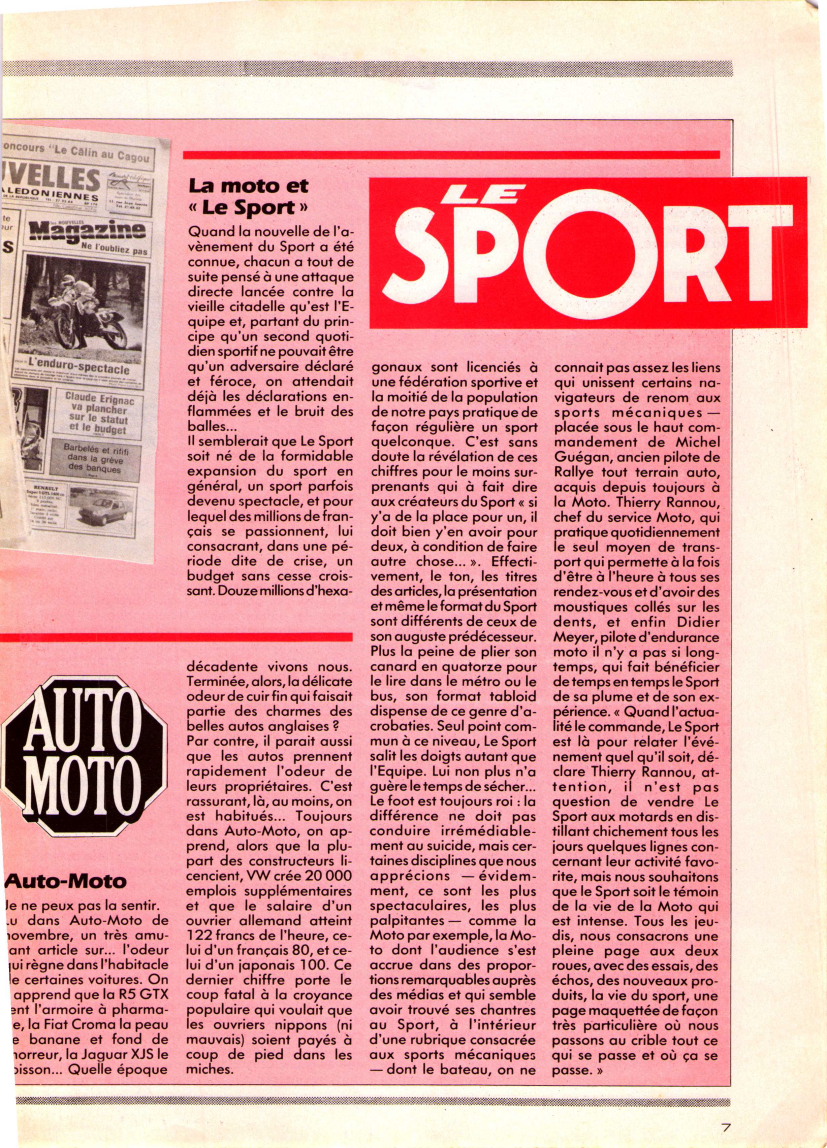 oncours "Le Câlin au Cagou
VELLES
LEDONIENNES
Magazine
Ne l'oubliez pas
L'enduro-spectacle
Claude Erignac
va plancher
sur le statut
et le budget
Barbelés et rififi
dans la grève
des banques
RENAULT
La moto et
« Le Sport »
Quand la nouvelle de l'a-
vènement du Sport a été
connue, chacun a tout de
suite pensé à une attaque
directe lancée contre la
vieille citadelle qu'est l'E-
quipe et, partant du prin-
cipe qu'un second quoti-
dien sportif ne pouvait être
qu'un adversaire déclaré
et féroce, on attendait
déjà les déclarations en-
flammées et le bruit des
balles...
Il semblerait que Le Sport
soit né de la formidable
expansion du sport en
général, un sport parfois
devenu spectacle, et pour
lequel des millions de fran-
çais se passionnent, lui
consacrant, dans une pé-
riode dite de crise, un
budget sans cesse crois-
sant. Douze millions d'hexa-
LE
SPORT
gonaux sont licenciés à
une fédération sportive et
la moitié de la population
de notre pays pratique de
façon régulière un sport
quelconque. C'est sans
doute la révélation de ces
chiffres pour le moins sur-
prenants qui à fait dire
aux créateurs du Sport « si
y'a de la place pour un, il
doit bien y'en avoir pour
deux, à condition de faire
autre chose... ». Effecti-
vement, le ton, les titres
des articles, la présentation
et même le format du Sport
sont différents de ceux de
son auguste prédécesseur.
Plus la peine de plier son
canard en quatorze pour
le lire dans le métro ou le
bus, son format tabloid
dispense de ce genre d'a-
crobaties. Seul point com-
mun à ce niveau, Le Sport
salit les doigts autant que
l'Equipe. Lui non plus n'a
guère le temps de sécher...
Le foot est toujours roi : la
différence ne doit pas
conduire irrémédiable-
ment au suicide, mais cer-
taines disciplines que nous
apprécions — évidem-
ment, ce sont les plus
spectaculaires, les plus
palpitantes — comme la
Moto par exemple, la Mo-
to dont l'audience s'est
accrue dans des propor-
tions remarquables auprès
des médias et qui semble
avoir trouvé ses chantres
au Sport, à l'intérieur
d'une rubrique consacrée
aux sports mécaniques
— dont le bateau, on ne
connait pas assez les liens
qui unissent certains na-
vigateurs de renom aux
sports mécaniques —
placée sous le haut com-
mandement de Michel
Guégan, ancien pilote de
Rallye tout terrain auto,
acquis depuis toujours à
la Moto. Thierry Rannou,
chef du service Moto, qui
pratique quotidiennement
le seul moyen de trans-
port qui permette à la fois
d'être à l'heure à tous ses
rendez-vous et d'avoir des
moustiques collés sur les
dents, et enfin Didier
Meyer, pilote d'endurance
moto il n'y a pas si long-
temps, qui fait bénéficier
de temps en temps le Sport
de sa plume et de son ex-
périence. « Quand l'actua-
lité le commande, Le Sport
est là pour relater l'évé-
nement quel qu'il soit, dé-
clare Thierry Rannou, at-
tention, il n'est pas
question de vendre Le
Sport aux motards en dis-
tillant chichement tous les
jours quelques lignes con-
cernant leur activité favo-
rite, mais nous souhaitons
que le Sport soit le témoin
de la vie de la Moto qui
est intense. Tous les jeu-
dis, nous consacrons une
pleine page aux deux
roues, avec des essais, des
échos, des nouveaux pro-
duits, la vie du sport, une
page maquettée de façon
très particulière où nous
passons au crible tout ce
qui se passe et où ça se
passe. »
AUTO
MOTO
Auto-Moto
Je ne peux pas la sentir.
Lu dans Auto-Moto de
novembre, un très amu-
ant article sur... l'odeur
qui règne dans l'habitacle
de certaines voitures. On
apprend que la R5 GTX
ent l'armoire à pharma-
e, la Fiat Croma la peau
e banane et fond de
horreur, la Jaguar XJS le
oisson... Quelle époque
décadente vivons nous.
Terminée, alors, la délicate
odeur de cuir fin qui faisait
partie des charmes des
belles autos anglaises ?
Par contre, il parait aussi
que les autos prennent
rapidement l'odeur de
leurs propriétaires. C'est
rassurant, là, au moins, on
est habitués... Toujours
dans Auto-Moto, on ap-
prend, alors que la plu-
part des constructeurs li-
cencient, VW crée 20 000
emplois supplémentaires
et que le salaire d'un
ouvrier allemand atteint
122 francs de l'heure, ce-
lui d'un français 80, et ce-
lui d'un japonais 100. Ce
dernier chiffre porte le
coup fatal à la croyance
populaire qui voulait que
les ouvriers nippons (ni
mauvais) soient payés à
coup de pied dans les
miches.
7